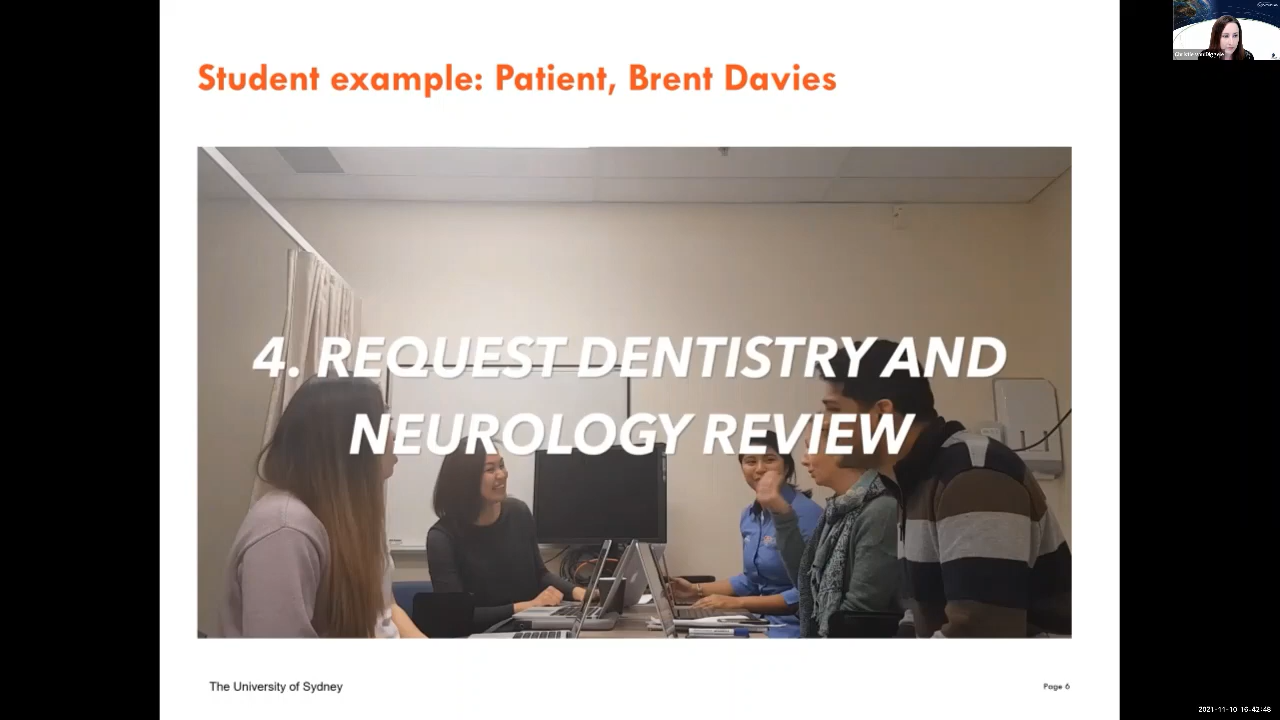 Student example: Patient, Brent Davies
4. REQUEST DENTISTRY AND
NEUROLOGY REVIEW
The University of Sydney
Page 6
2021-11-10 16:42:48